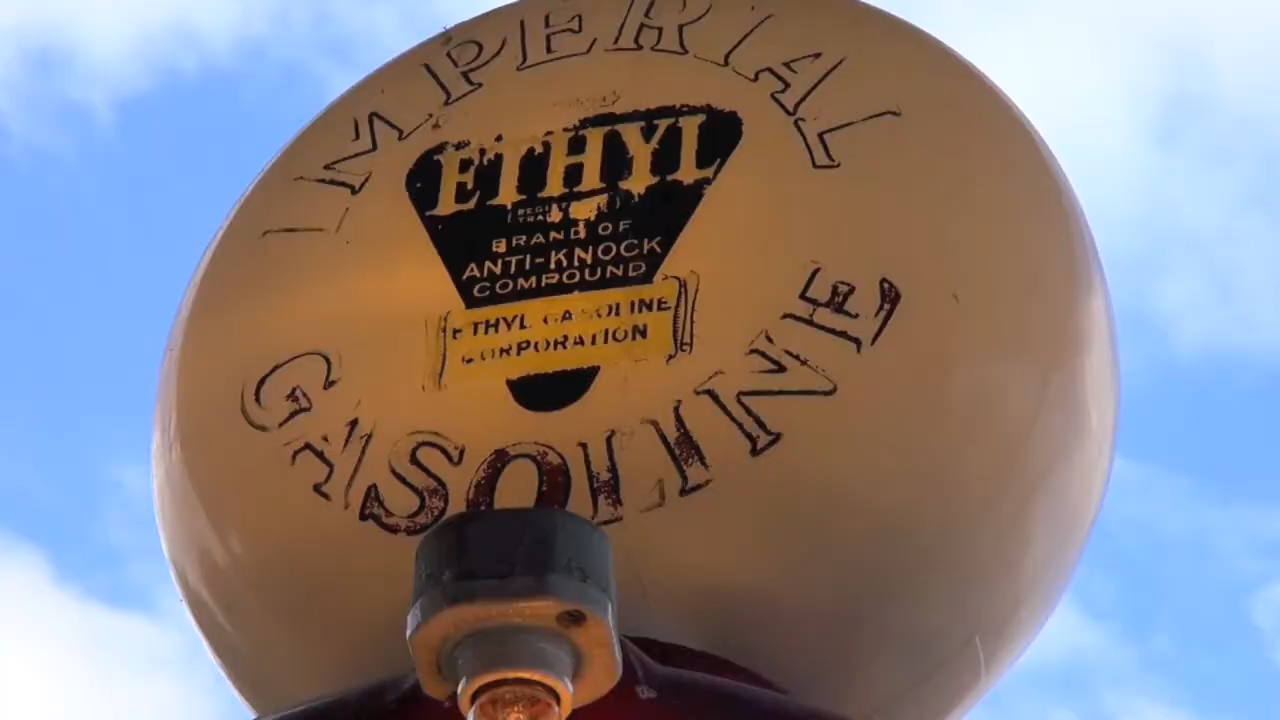 IMPERIAL
ETHYL
BRAND OF
ANTI-KNOCK
COMPOUND
ETHYL GASOLINE
CORPORATION
GASOLINE